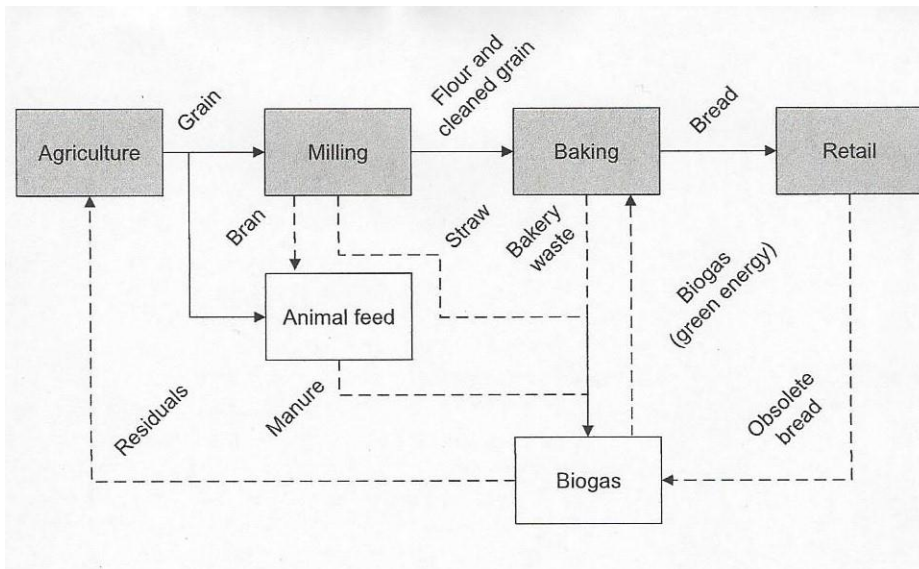 Grain
Flour and
cleaned grain
Bread
Agriculture
Milling
Baking
Retail
Bran
Straw
Bakery
waste
Biogas
(green energy)
Animal feed
Residuals
Manure
Obsolete
bread
Biogas